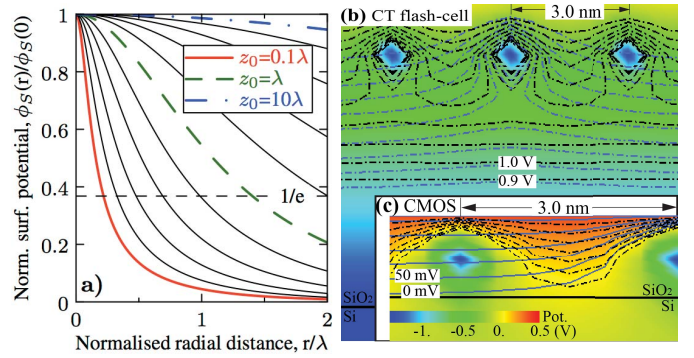 Norm. surf. potential, ϕS(r)ϕS(0)
1
0.8
0.6
0.4
0.2
0
0
1
2
Normalised radial distance, r/λ
z0=0.1λ
z0=λ
z0=10λ
1/e
a)
(b) CT flash-cell
3.0 nm
1.0 V
0.9 V
(c) CMOS
3.0 nm
50 mV
0 mV
SiO2
Si
SiO2
Si
Pot.
-1. -0.5 0. 0.5 (V)